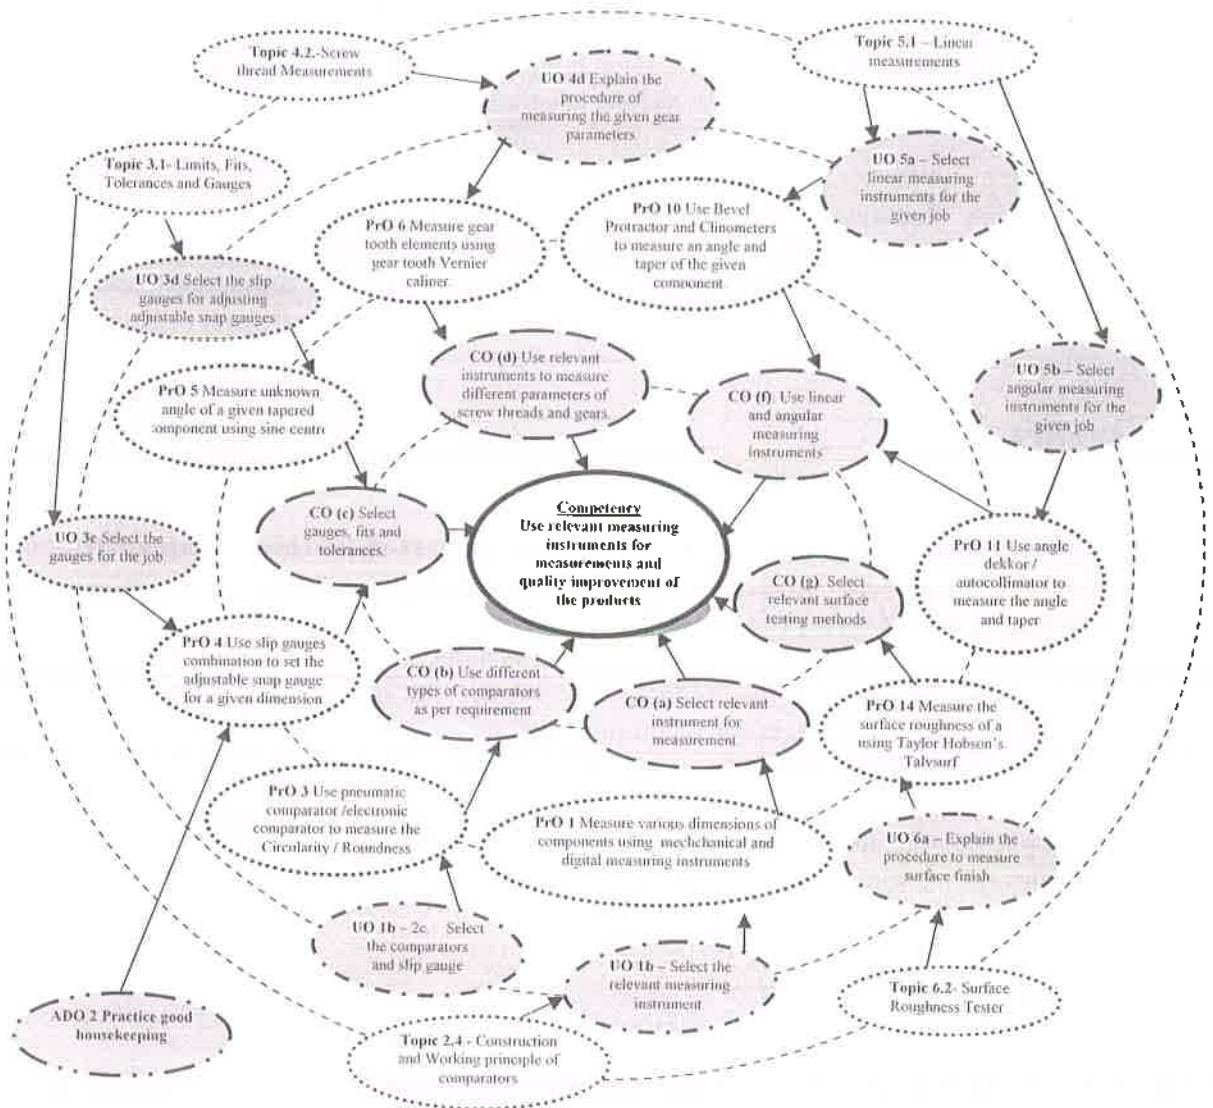 Topic 4.2.-Screw
thread Measurements
Topic 5.1 – Linear
measurements
UO 4d Explain the
procedure of
measuring the given gear
parameters
Topic 3.1- Limits, Fits,
Tolerances and Gauges
UO 5a – Select
linear measuring
instruments for the
given job
PrO 6 Measure gear
tooth elements using
gear tooth Vernier
caliner.
PrO 10 Use Bevel
Protractor and Clinometers
to measure an angle and
taper of the given
component
UO 3d Select the slip
gauges for adjusting
adjustable snap gauges
CO (d) Use relevant
instruments to measure
different parameters of
screw threads and gears.
UO 5b – Select
angular measuring
instruments for the
given job
PrO 5 Measure unknown
angle of a given tapered
component using sine centre
CO (f). Use linear
and angular
measuring
instruments
CO (c) Select
gauges, fits and
tolerances.
Competency
Use relevant measuring
instruments for
measurements and
quality improvement of
the products
UO 3e Select the
gauges for the job
PrO 11 Use angle
dekkor /
autocollimator to
measure the angle
and taper
CO (g). Select
relevant surface
testing methods
PrO 4 Use slip gauges
combination to set the
adjustable snap gauge
for a given dimension
CO (b) Use different
types of comparators
as per requirement
CO (a) Select relevant
instrument for
measurement
PrO 14 Measure the
surface roughness of a
using Taylor Hobson's
Talysurf
PrO 3 Use pneumatic
comparator /electronic
comparator to measure the
Circularity / Roundness
PrO 1 Measure various dimensions of
components using mechchanical and
digital measuring instruments
UO 6a – Explain the
procedure to measure
surface finish
UO 1b – 2c Select
the comparators
and slip gauge
UO 1b – Select the
relevant measuring
instrument
Topic 6.2- Surface
Roughness Tester
ADO 2 Practice good
housekeeping
Topic 2.4 - Construction
and Working principle of
comparators